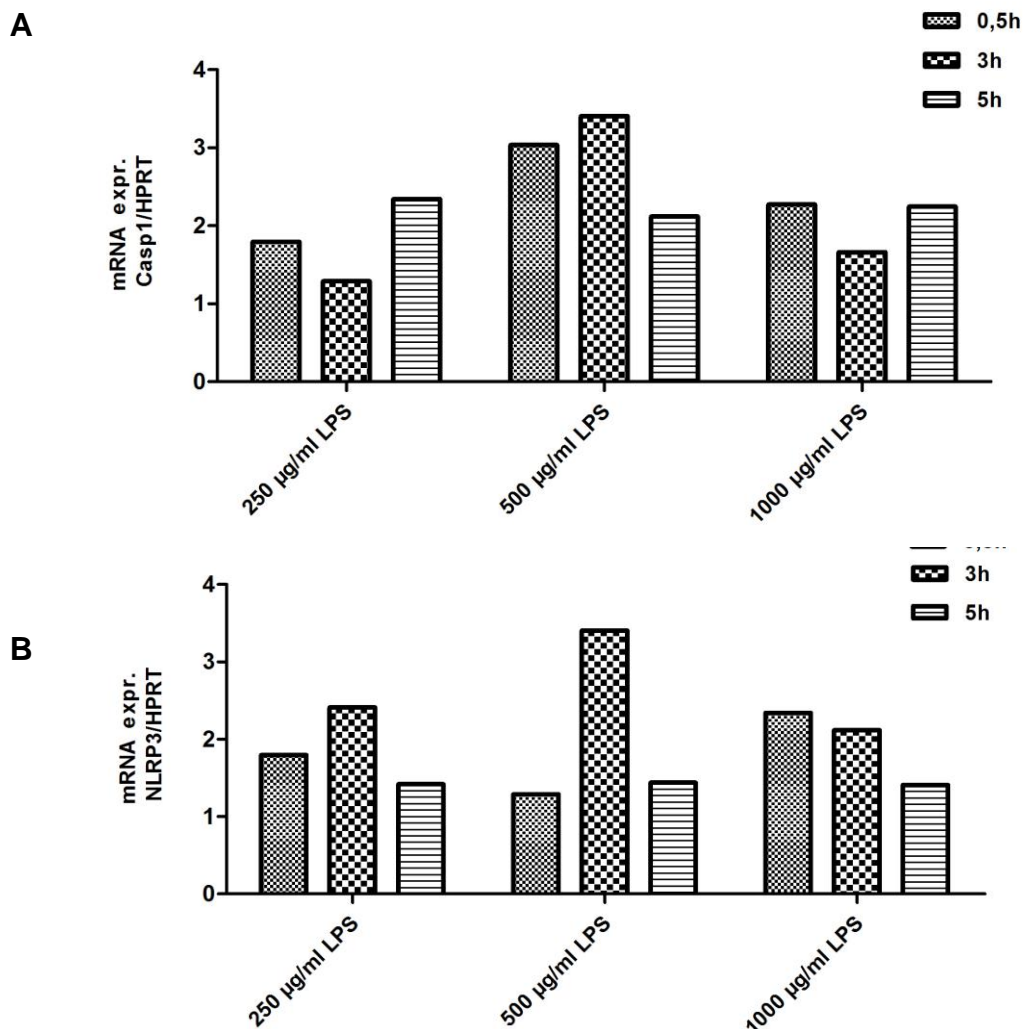 A
0,5h
3h
5h
mRNA expr.
Casp1/HPRT
4
3
2
1
0
250 µg/ml LPS
500 µg/ml LPS
1000 µg/ml LPS
B
3h
5h
mRNA expr.
NLRP3/HPRT
4
3
2
1
0
250 µg/ml LPS
500 µg/ml LPS
1000 µg/ml LPS